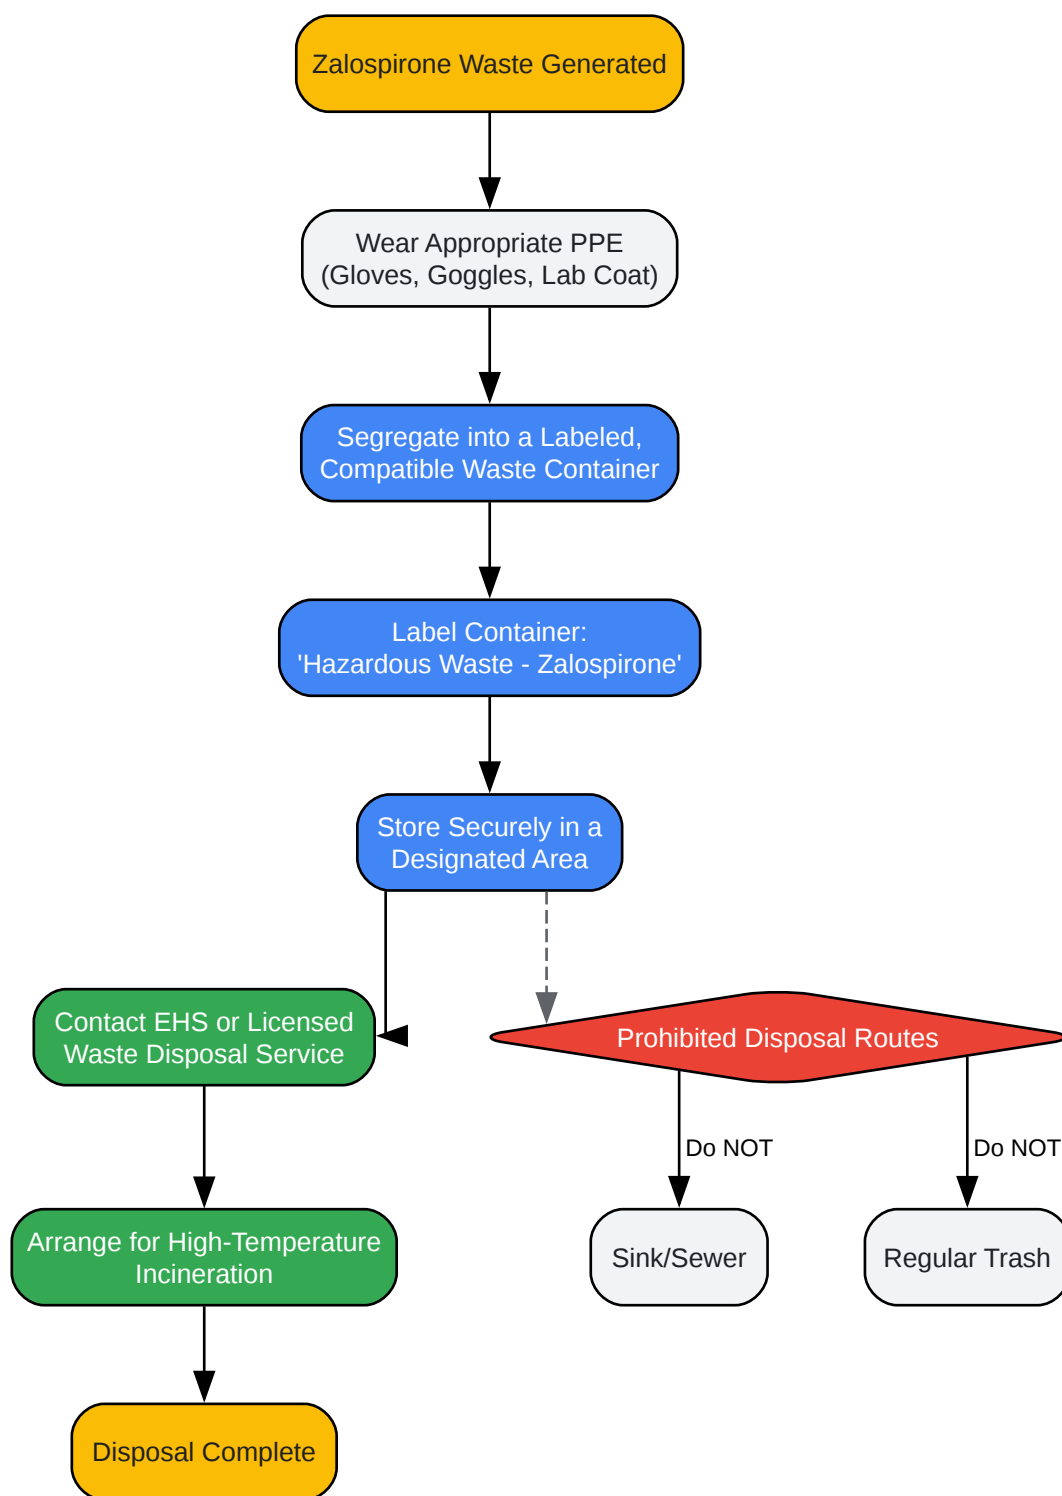 Zalospirone Waste Generated
Wear Appropriate PPE
(Gloves, Goggles, Lab Coat)
Segregate into a Labeled,
Compatible Waste Container
Label Container:
'Hazardous Waste - Zalospirone'
Store Securely in a
Designated Area
Contact EHS or Licensed
Waste Disposal Service
Prohibited Disposal Routes
Do NOT
Do NOT
Arrange for High-Temperature
Incineration
Sink/Sewer
Regular Trash
Disposal Complete